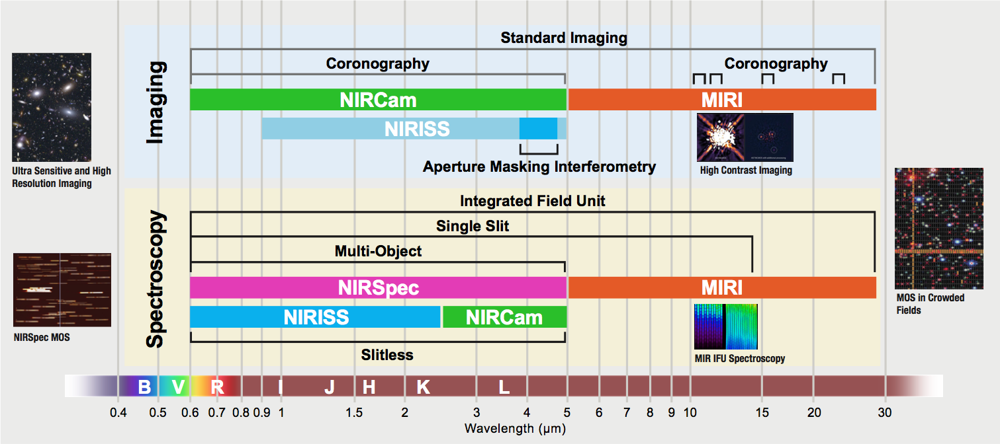 Standard Imaging
Coronography
Coronography
Imaging
NIRCam
MIRI
NIRISS
Aperture Masking Interferometry
High Contrast Imaging
Ultra Sensitive and High
Resolution Imaging
Integrated Field Unit
Single Slit
Multi-Object
Spectroscopy
NIRSpec
MIRI
NIRISS
NIRCam
Slitless
MIR IFU Spectroscopy
NIRSpec MOS
MOS in Crowded
Fields
B V R I J H K L
0.4 0.5 0.6 0.7 0.8 0.9 1 1.5 2 3 4 5 6 7 8 9 10 15 20 30
Wavelength (μm)